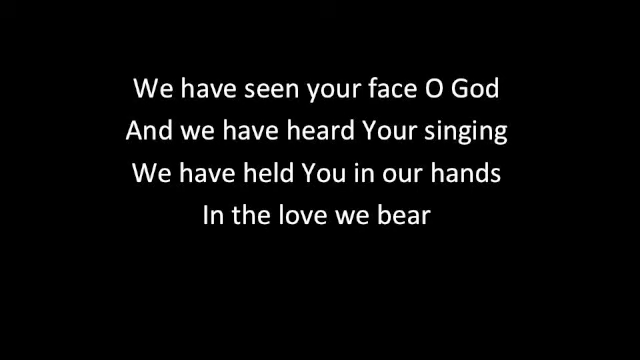 We have seen your face O God
And we have heard Your singing
We have held You in our hands
In the love we bear